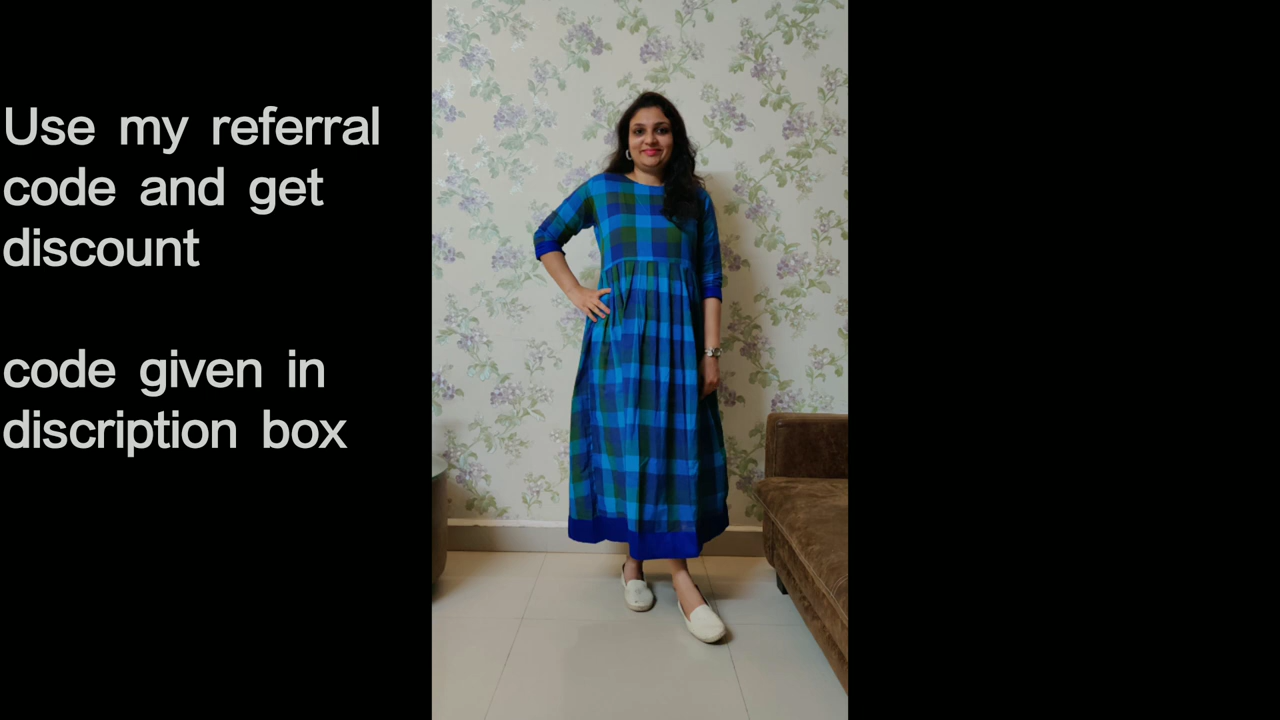 Use my referral
code and get
discount
code given in
discription box